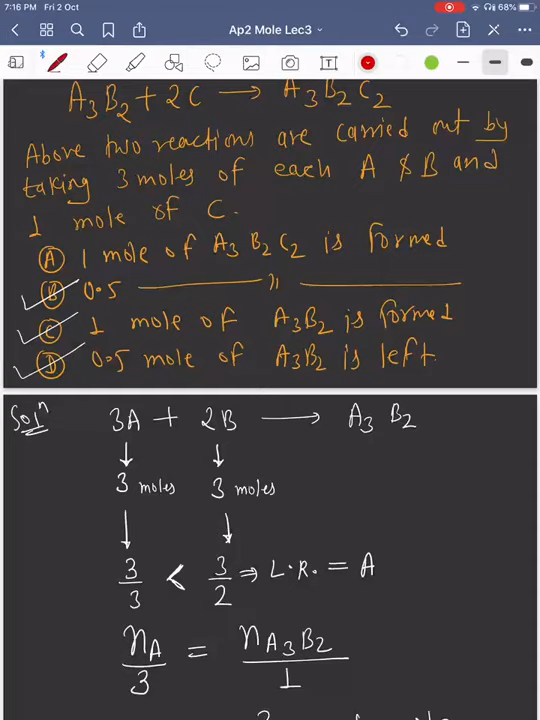 7:16 PM Fri 2 Oct 68%
Ap2 Mole Lec3
A₃B₂ + 2C → A₃B₂C₂
Above two reactions are carried out by
taking 3 moles of each A & B and
1 mole of C.
Ⓐ 1 mole of A₃B₂C₂ is formed
Ⓑ 0.5 ——— 〃 ———
Ⓒ 1 mole of A₃B₂ is formed
Ⓓ 0.5 mole of A₃B₂ is left.
Solⁿ 3A + 2B → A₃B₂
↓ ↓
3 moles 3 moles
↓ ↓
3/3 < 3/2 ⇒ L.R. = A
n_A/3 = n_A₃B₂/1